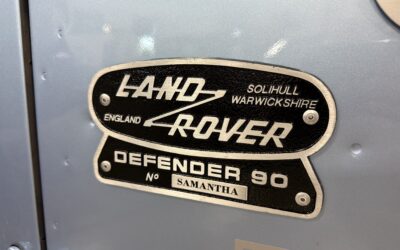 LAND ROVER
SOLIHULL
WARWICKSHIRE
ENGLAND
DEFENDER 90
Nº SAMANTHA